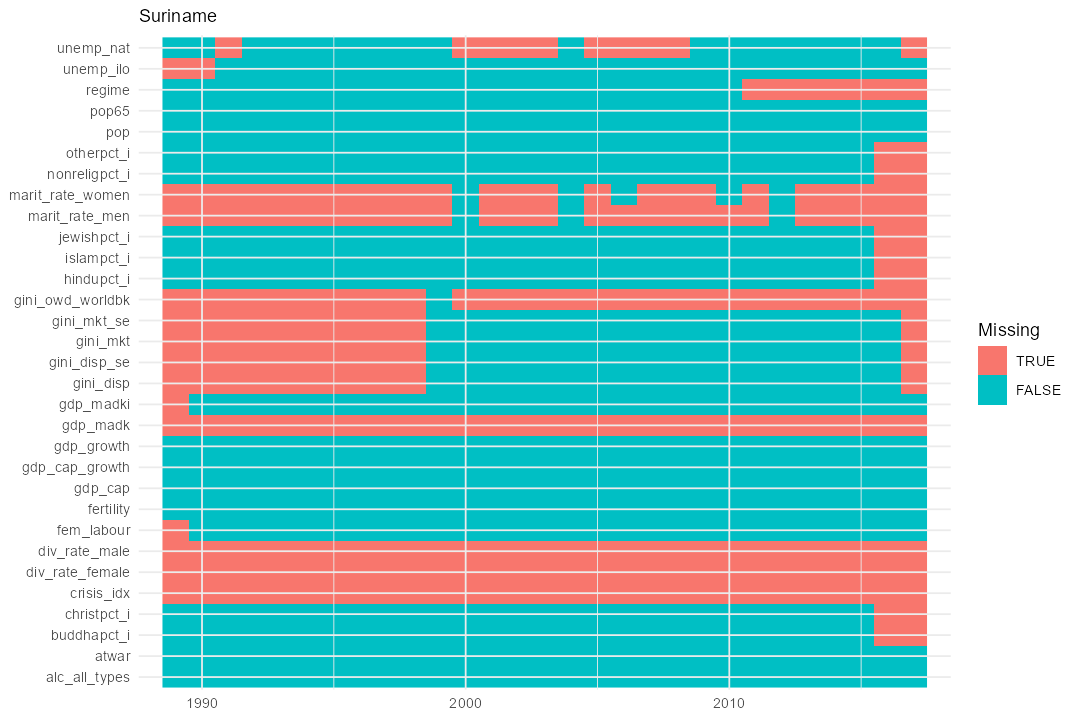 Suriname
unemp_nat
unemp_ilo
regime
pop65
pop
otherpct_i
nonreligpct_i
marit_rate_women
marit_rate_men
jewishpct_i
islampct_i
hindupct_i
gini_owd_worldbk
gini_mkt_se
gini_mkt
gini_disp_se
gini_disp
gdp_madki
gdp_madk
gdp_growth
gdp_cap_growth
gdp_cap
fertility
fem_labour
div_rate_male
div_rate_female
crisis_idx
christpct_i
buddhapct_i
atwar
alc_all_types
1990 2000 2010
Missing
TRUE
FALSE